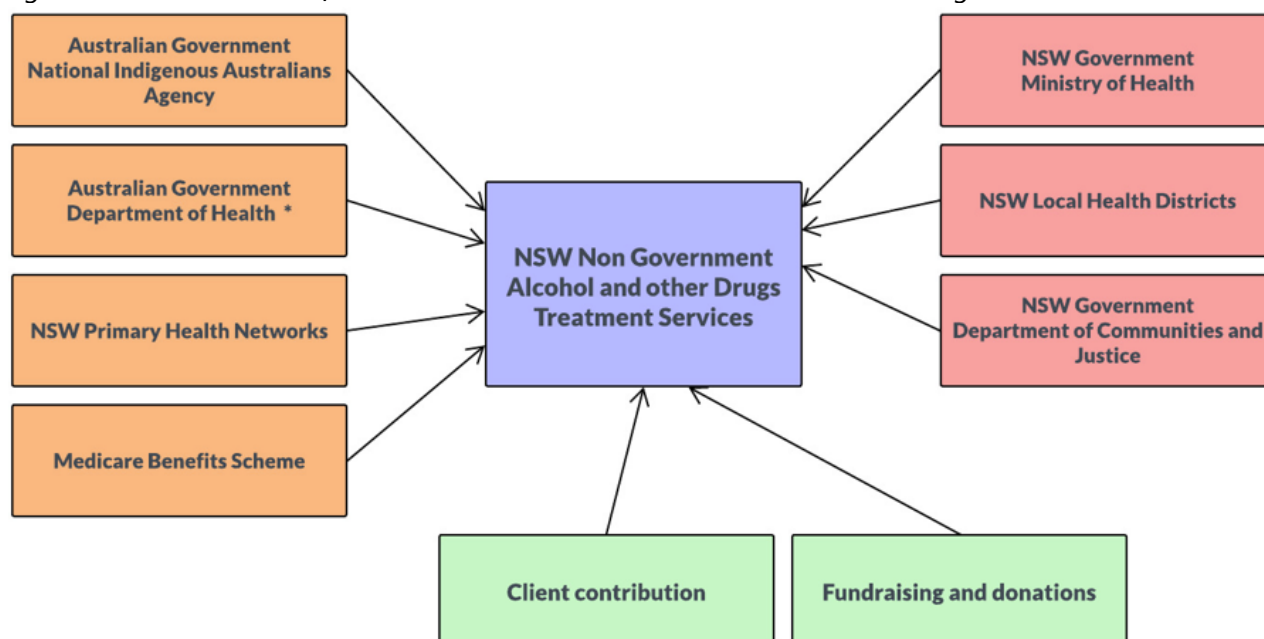 Australian Government
National Indigenous Australians
Agency
Australian Government
Department of Health *
NSW Primary Health Networks
Medicare Benefits Scheme
NSW Non Government
Alcohol and other Drugs
Treatment Services
NSW Government
Ministry of Health
NSW Local Health Districts
NSW Government
Department of Communities and
Justice
Client contribution
Fundraising and donations